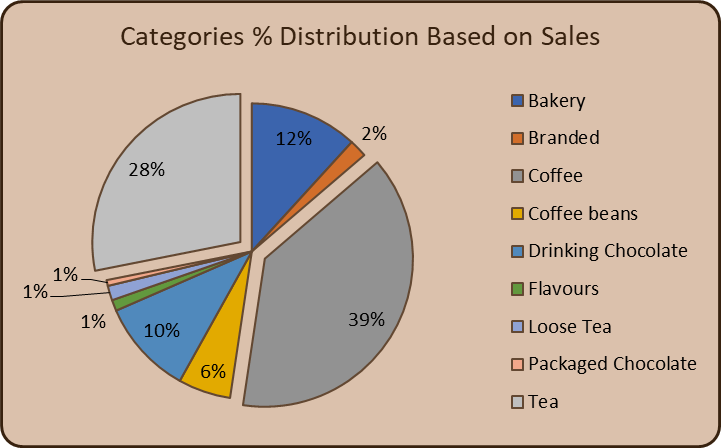 Categories % Distribution Based on Sales
12%
2%
39%
6%
10%
1%
1%
1%
28%
Bakery
Branded
Coffee
Coffee beans
Drinking Chocolate
Flavours
Loose Tea
Packaged Chocolate
Tea